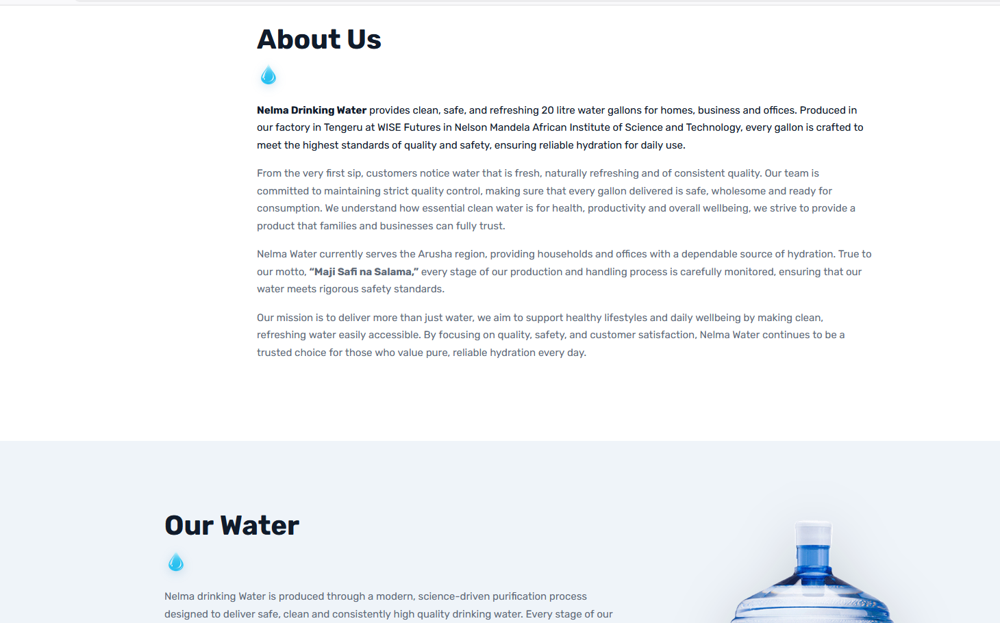 About Us
Nelma Drinking Water provides clean, safe, and refreshing 20 litre water gallons for homes, business and offices. Produced in
our factory in Tengeru at WISE Futures in Nelson Mandela African Institute of Science and Technology, every gallon is crafted to
meet the highest standards of quality and safety, ensuring reliable hydration for daily use.
From the very first sip, customers notice water that is fresh, naturally refreshing and of consistent quality. Our team is
committed to maintaining strict quality control, making sure that every gallon delivered is safe, wholesome and ready for
consumption. We understand how essential clean water is for health, productivity and overall wellbeing, we strive to provide a
product that families and businesses can fully trust.
Nelma Water currently serves the Arusha region, providing households and offices with a dependable source of hydration. True to
our motto, “Maji Safi na Salama,” every stage of our production and handling process is carefully monitored, ensuring that our
water meets rigorous safety standards.
Our mission is to deliver more than just water, we aim to support healthy lifestyles and daily wellbeing by making clean,
refreshing water easily accessible. By focusing on quality, safety, and customer satisfaction, Nelma Water continues to be a
trusted choice for those who value pure, reliable hydration every day.
Our Water
Nelma drinking Water is produced through a modern, science-driven purification process
designed to deliver safe, clean and consistently high quality drinking water. Every stage of our